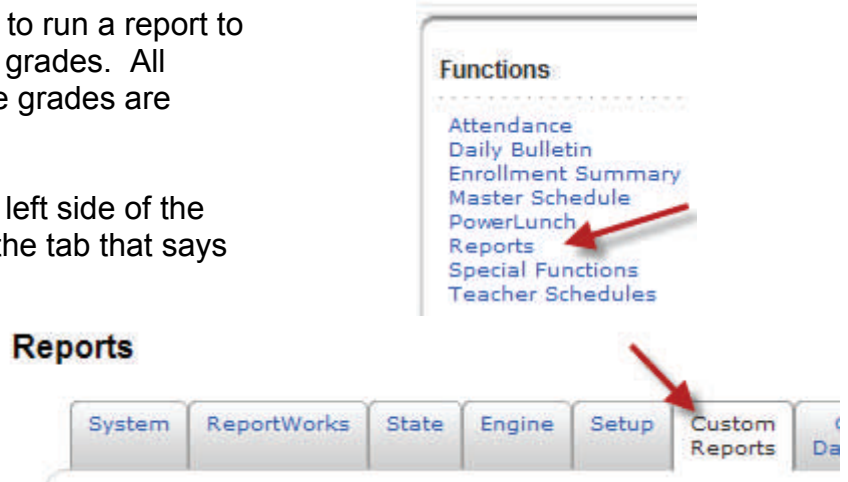 to run a report to
grades. All
grades are
left side of the
the tab that says
Functions
Attendance
Daily Bulletin
Enrollment Summary
Master Schedule
PowerLunch
Reports
Special Functions
Teacher Schedules
Reports
System ReportWorks State Engine Setup Custom
Reports